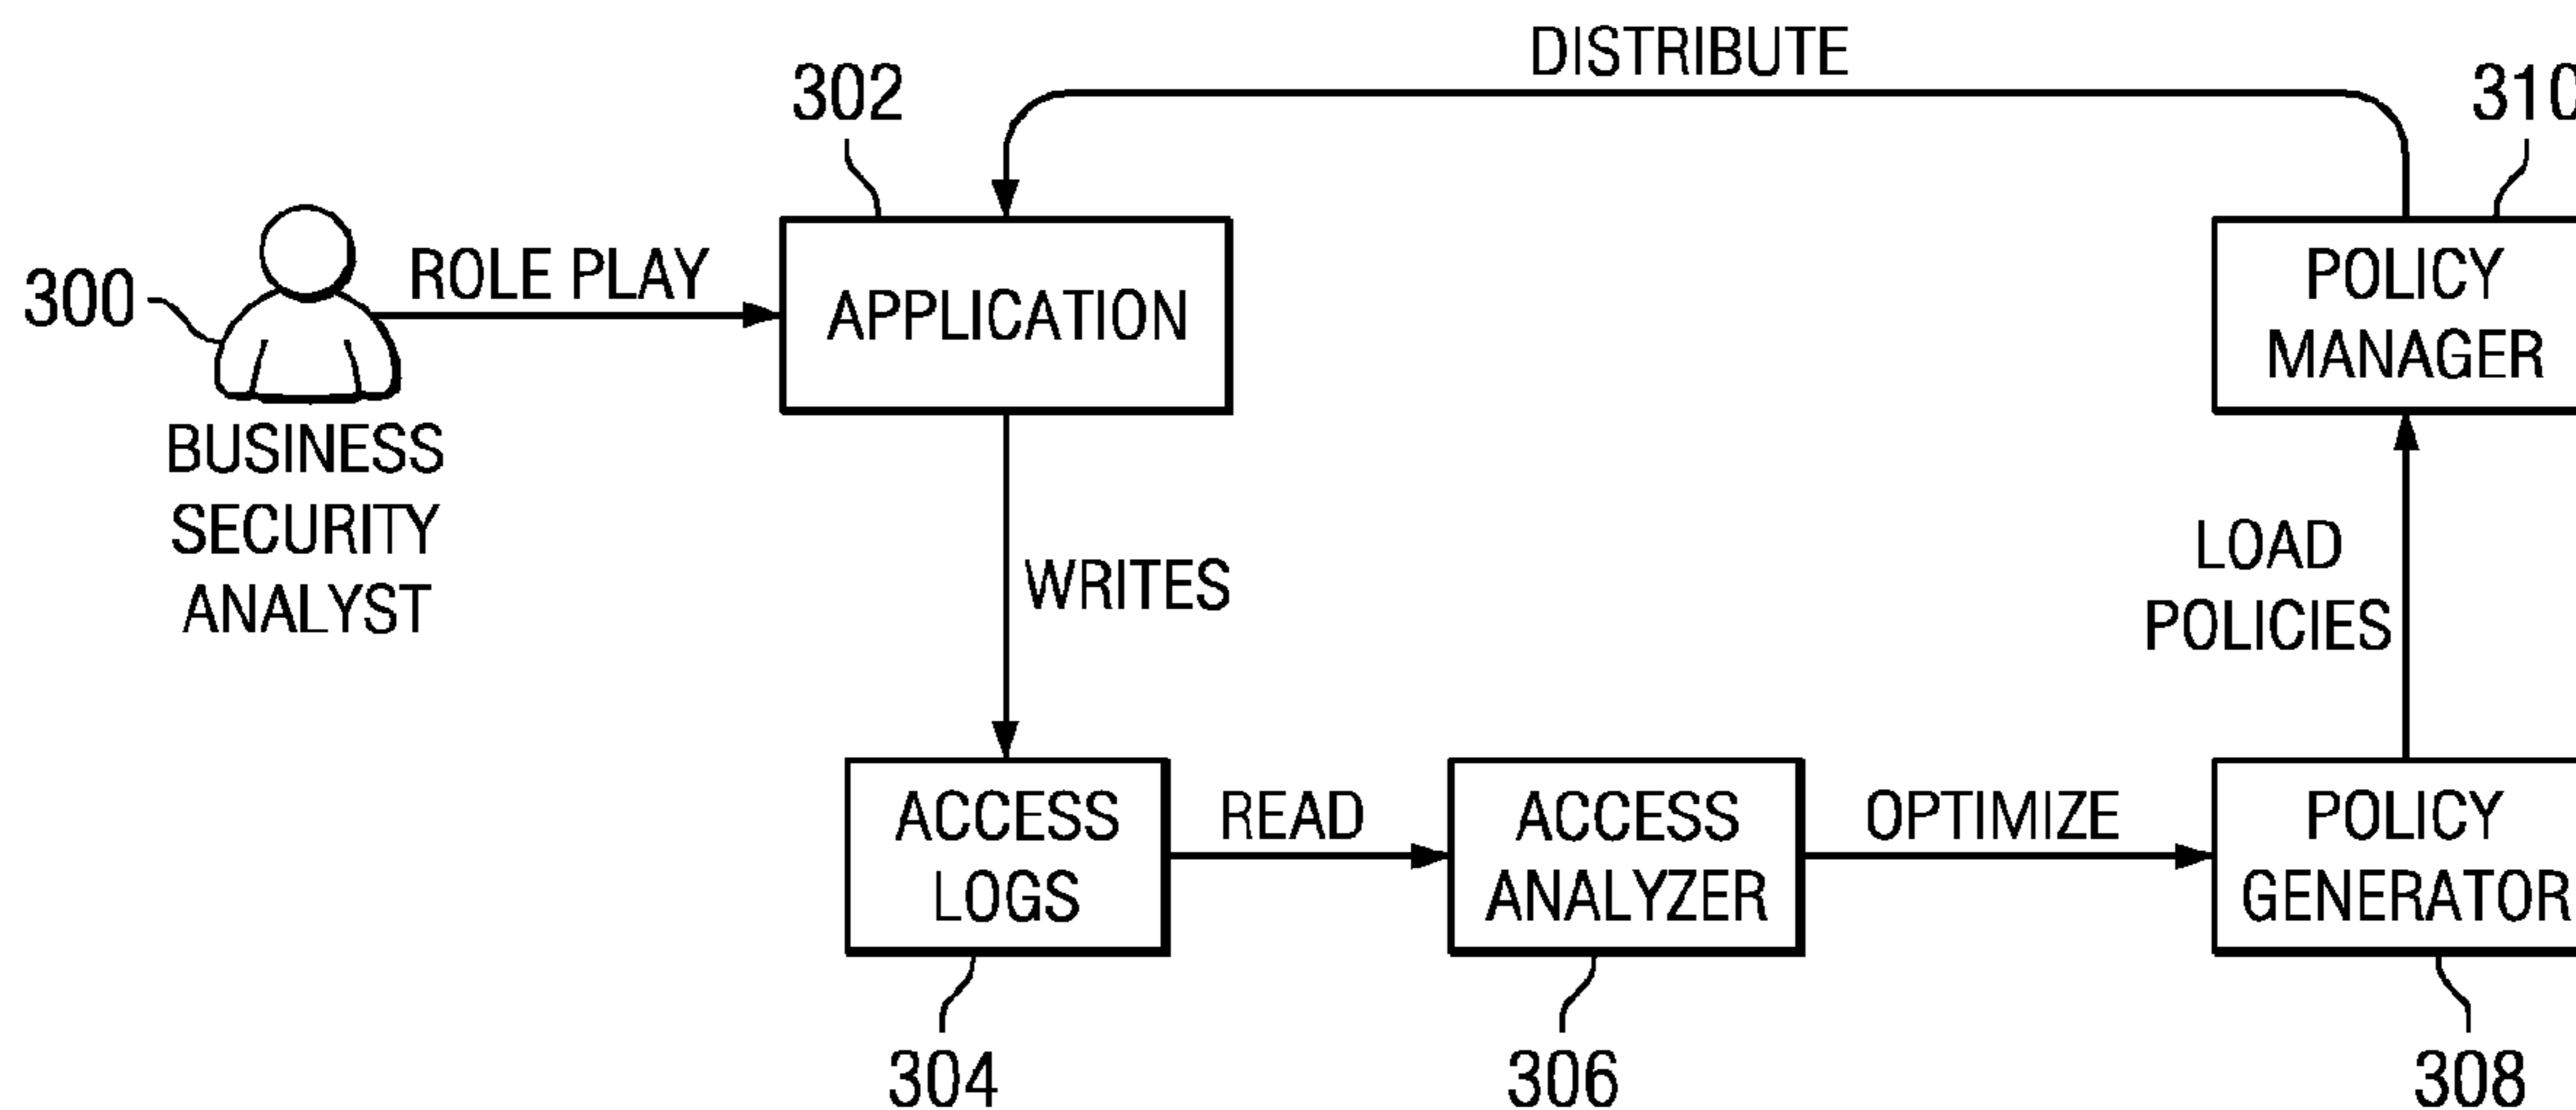 DISTRIBUTE
302
310
300
ROLE PLAY
APPLICATION
POLICY
MANAGER
BUSINESS
SECURITY
ANALYST
WRITES
LOAD
POLICIES
ACCESS
LOGS
READ
ACCESS
ANALYZER
OPTIMIZE
POLICY
GENERATOR
304
306
308